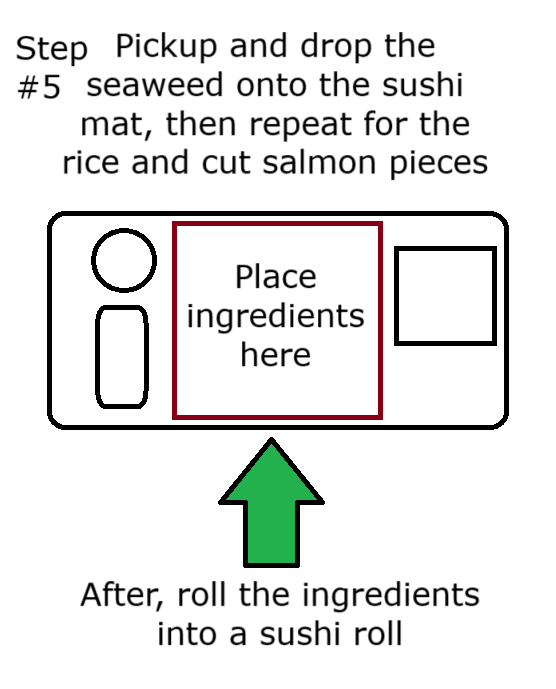 Step
#5
Pickup and drop the
seaweed onto the sushi
mat, then repeat for the
rice and cut salmon pieces
Place
ingredients
here
After, roll the ingredients
into a sushi roll